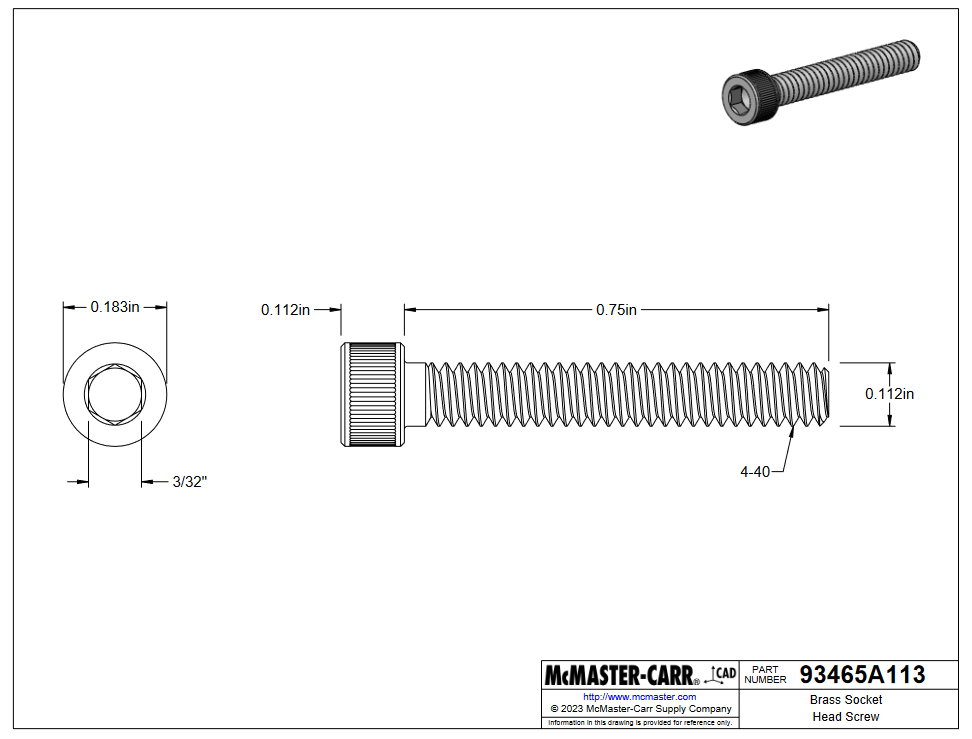 0.183in
0.112in
0.75in
0.112in
4-40
3/32"
McMASTER-CARR® CAD
http://www.mcmaster.com
© 2023 McMaster-Carr Supply Company
Information in this drawing is provided for reference only.
PART
NUMBER
93465A113
Brass Socket
Head Screw